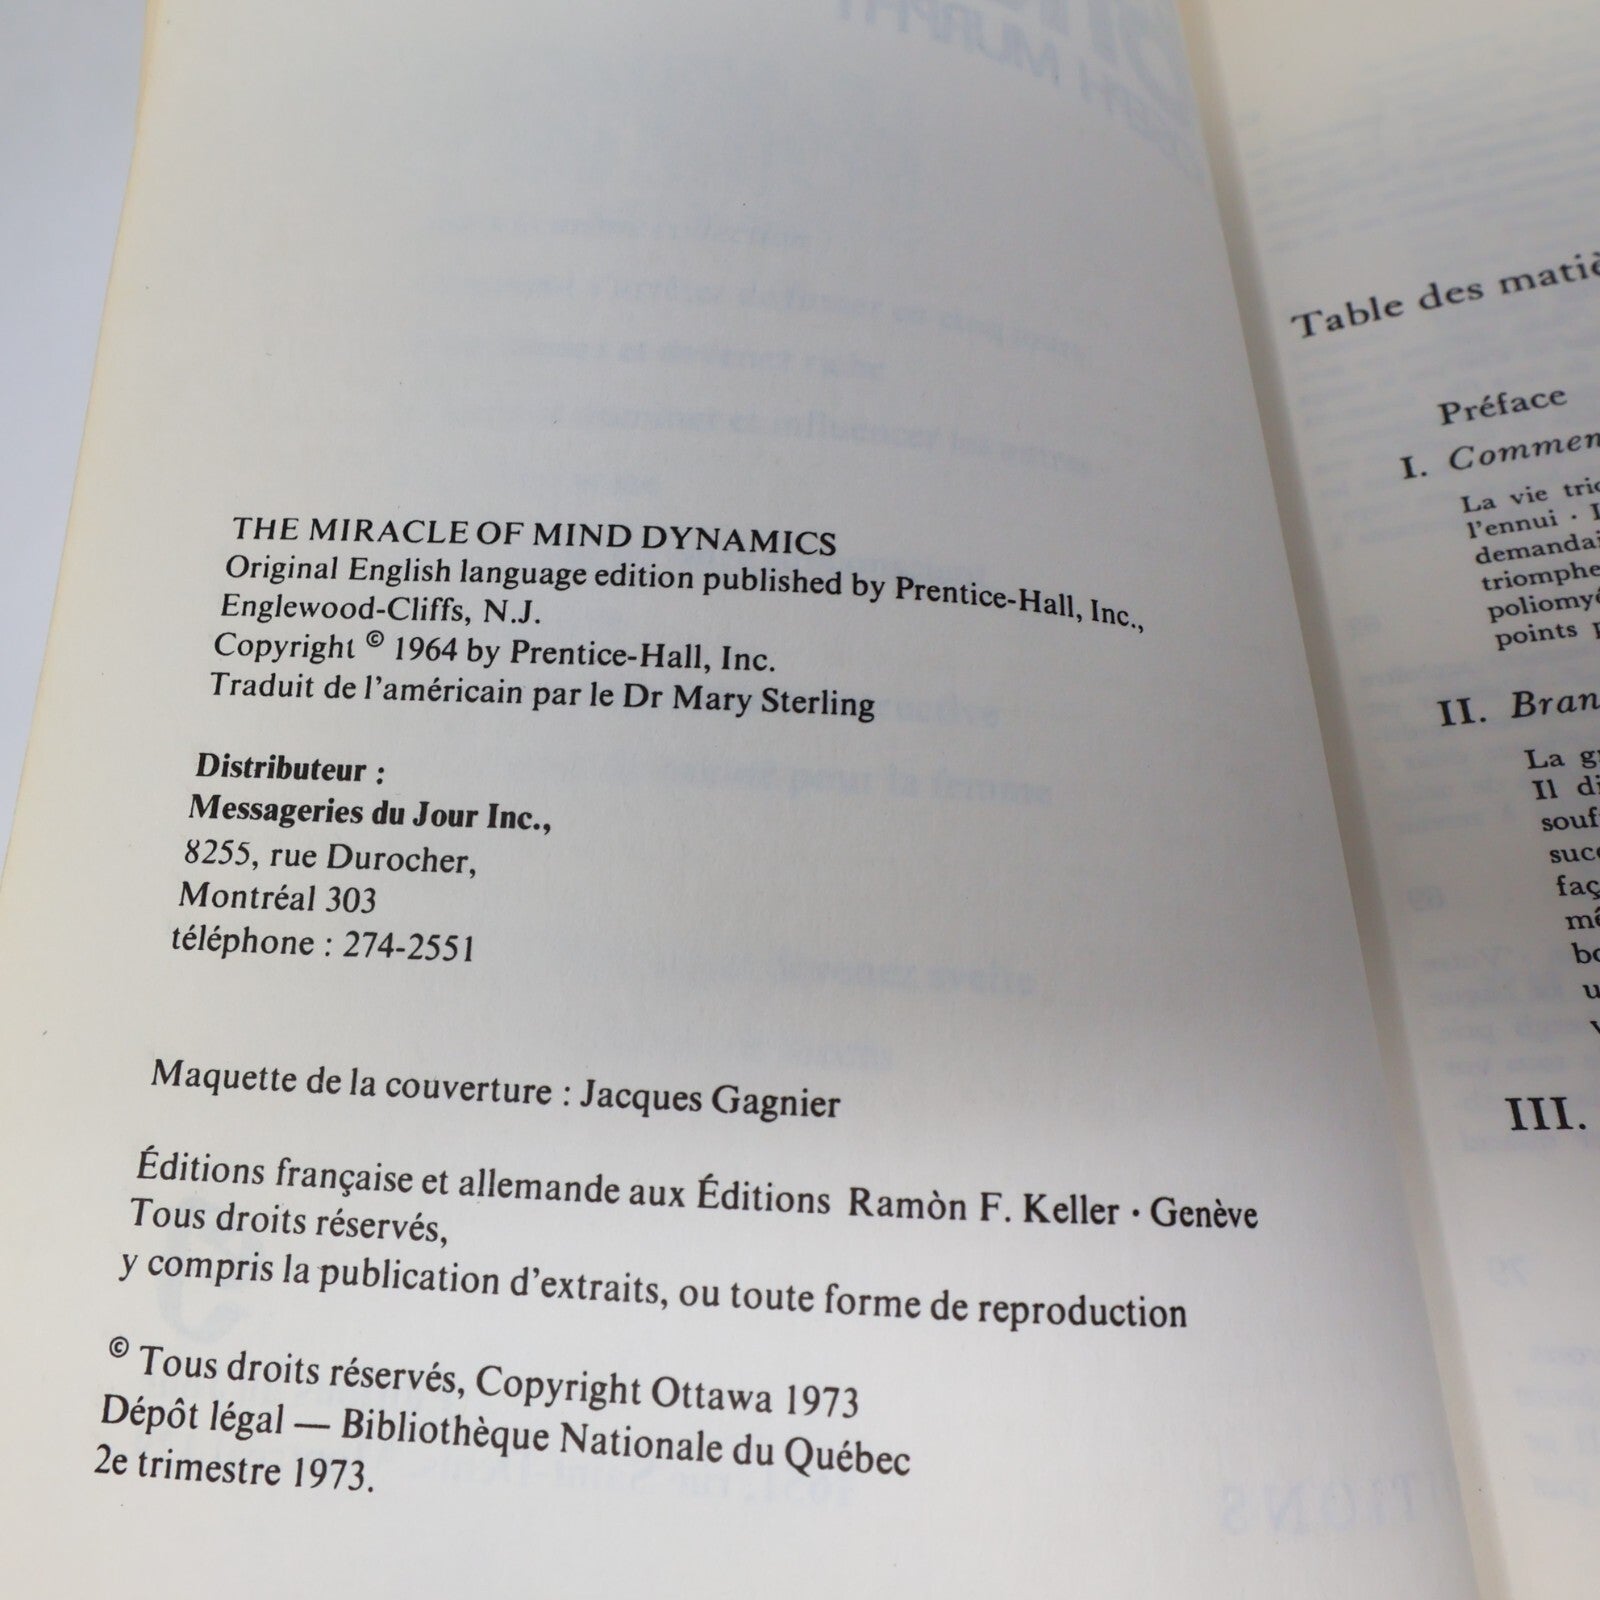 THE MIRACLE OF MIND DYNAMICS
Original English language edition published by Prentice-Hall, Inc.,
Englewood-Cliffs, N.J.
Copyright © 1964 by Prentice-Hall, Inc.
Traduit de l'américain par le Dr Mary Sterling
Distributeur :
Messageries du Jour Inc.,
8255, rue Durocher,
Montréal 303
téléphone : 274-2551
Maquette de la couverture : Jacques Gagnier
Éditions française et allemande aux Éditions Ramòn F. Keller · Genève
Tous droits réservés,
y compris la publication d'extraits, ou toute forme de reproduction
© Tous droits réservés, Copyright Ottawa 1973
Dépôt légal — Bibliothèque Nationale du Québec
2e trimestre 1973.
Table des
Préface
I.
La vie
l'ennui ·
points
II.
La
Il
III.